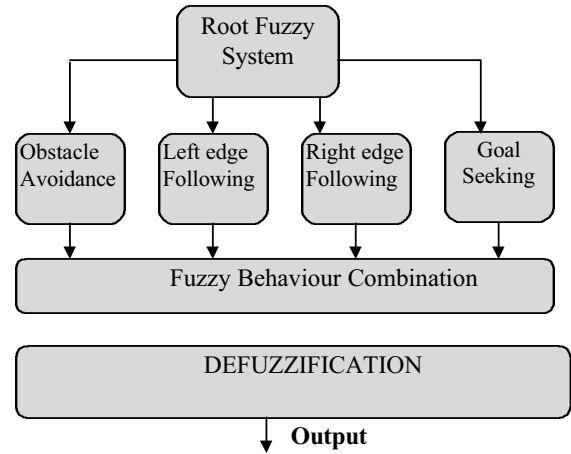 Root Fuzzy
System
Obstacle
Avoidance
Left edge
Following
Right edge
Following
Goal
Seeking
Fuzzy Behaviour Combination
DEFUZZIFICATION
Output